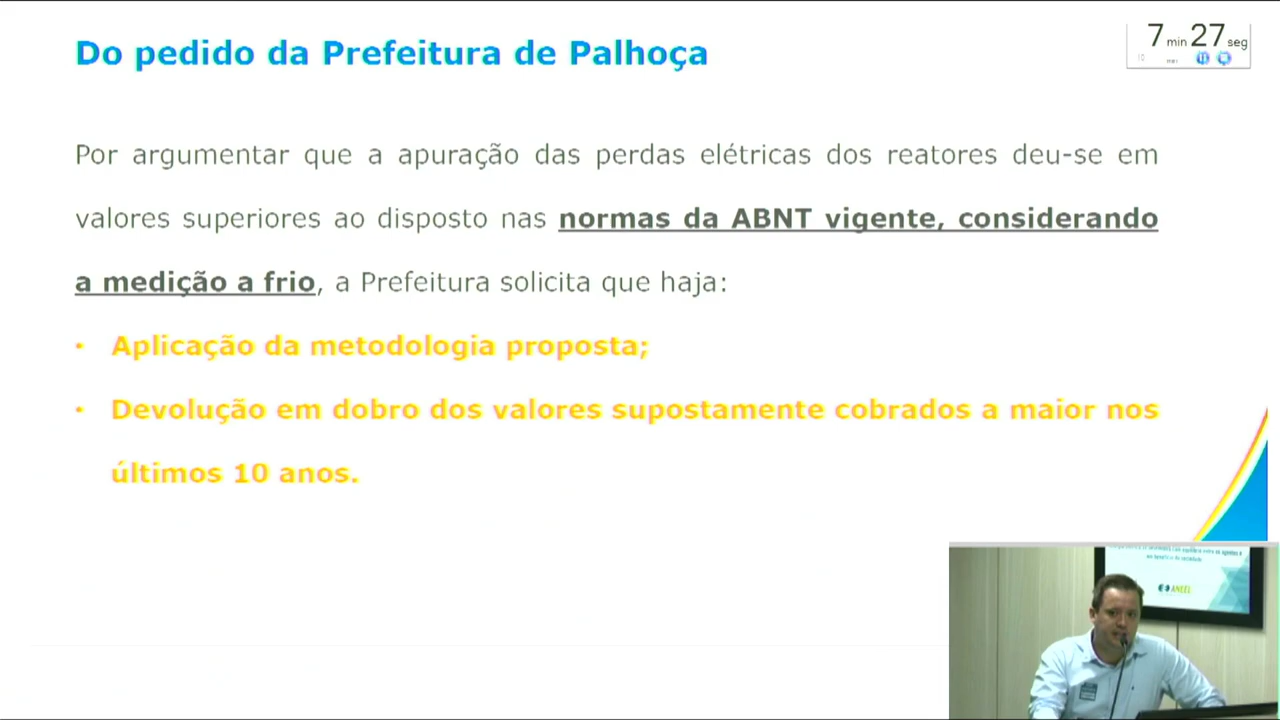 Do pedido da Prefeitura de Palhoça
7 min 27 seg
Por argumentar que a apuração das perdas elétricas dos reatores deu-se em
valores superiores ao disposto nas normas da ABNT vigente, considerando
a medição a frio, a Prefeitura solicita que haja:
• Aplicação da metodologia proposta;
• Devolução em dobro dos valores supostamente cobrados a maior nos
últimos 10 anos.
ANEEL